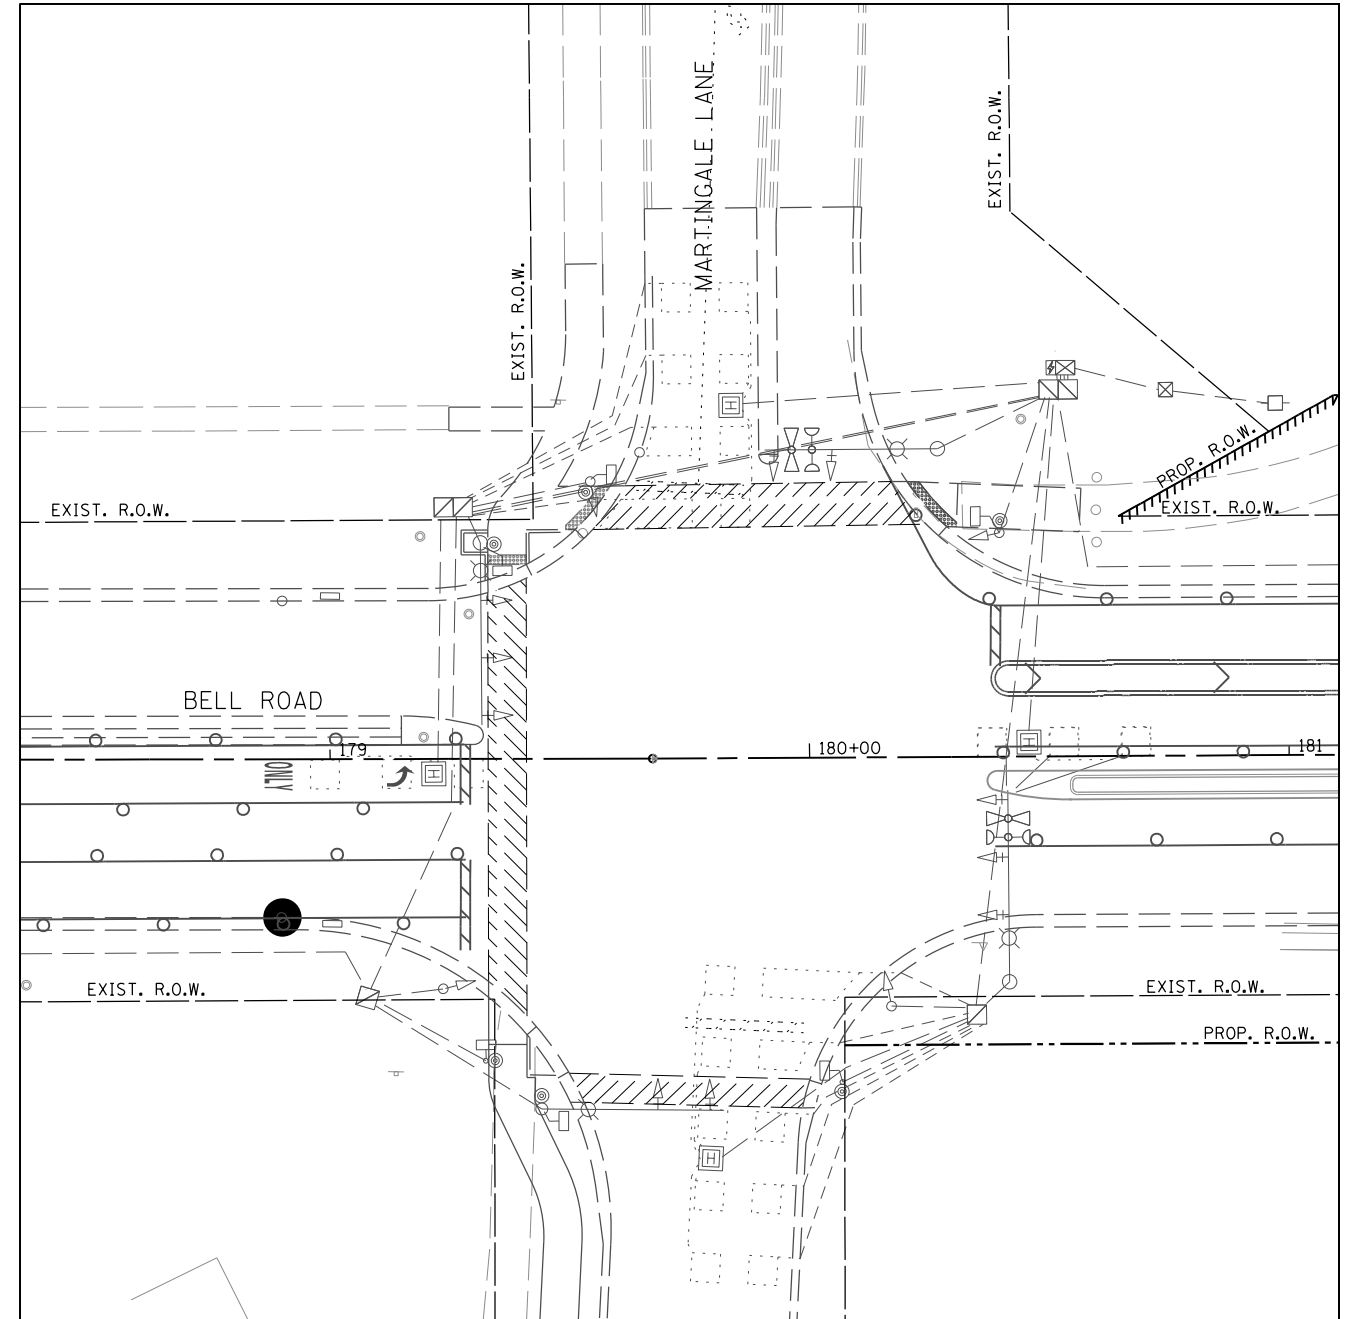 MARTINGALE LANE
EXIST. R.O.W.
EXIST. R.O.W.
PROP. R.O.W.
EXIST. R.O.W.
EXIST. R.O.W.
BELL ROAD
179
180+00
181
ONLY
H
H
H
H
EXIST. R.O.W.
EXIST. R.O.W.
PROP. R.O.W.